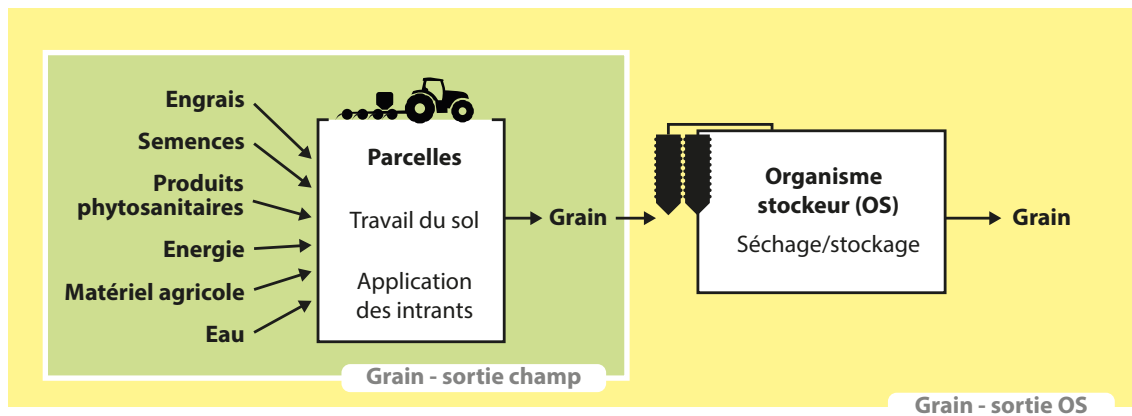 Engrais
Semences
Produits
phytosanitaires
Energie
Matériel agricole
Eau
Parcelles
Travail du sol
Application
des intrants
Grain
Grain - sortie champ
Organisme
stockeur (OS)
Séchage/stockage
Grain
Grain - sortie OS